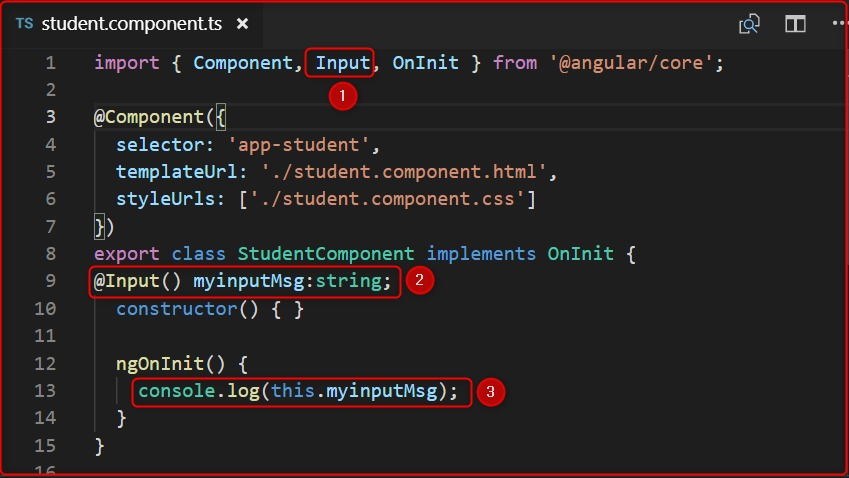 TS student.component.ts ×
1 import { Component, Input, OnInit } from '@angular/core';
1
2
3 @Component({
4 selector: 'app-student',
5 templateUrl: './student.component.html',
6 styleUrls: ['./student.component.css']
7 })
8 export class StudentComponent implements OnInit {
9 @Input() myinputMsg:string; 2
10 constructor() { }
11
12 ngOnInit() {
13 console.log(this.myinputMsg); 3
14 }
15 }
16